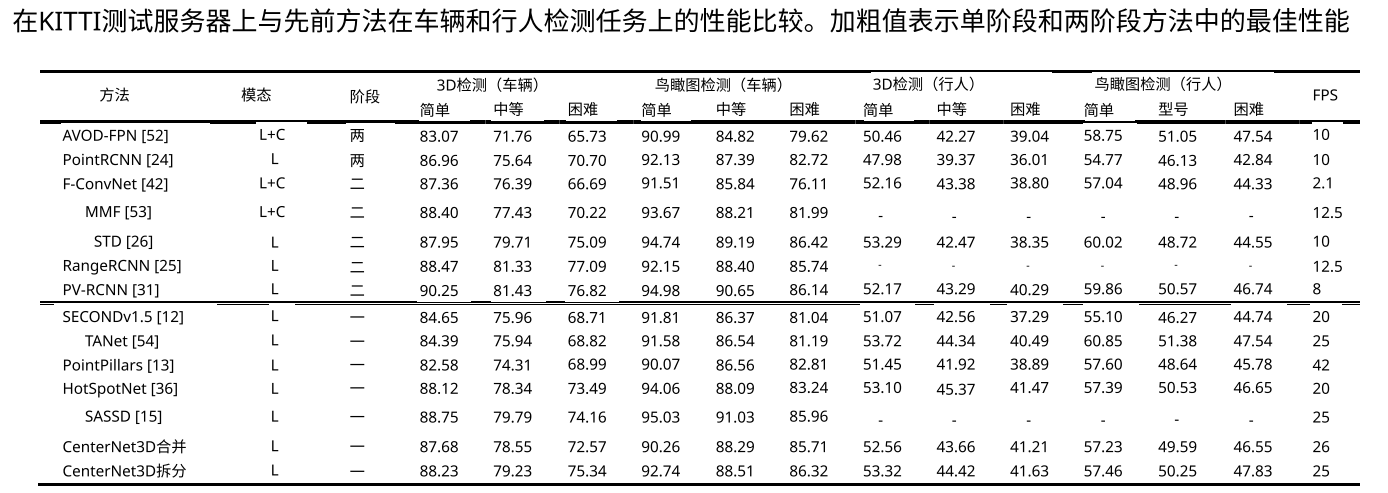 在KITTI测试服务器上与先前方法在车辆和行人检测任务上的性能比较。加粗值表示单阶段和两阶段方法中的最佳性能
方法 模态 阶段 3D检测（车辆） 鸟瞰图检测（车辆） 3D检测（行人） 鸟瞰图检测（行人） FPS
简单 中等 困难 简单 中等 困难 简单 中等 困难 简单 型号 困难
AVOD-FPN [52] L+C 两 83.07 71.76 65.73 90.99 84.82 79.62 50.46 42.27 39.04 58.75 51.05 47.54 10
PointRCNN [24] L 两 86.96 75.64 70.70 92.13 87.39 82.72 47.98 39.37 36.01 54.77 46.13 42.84 10
F-ConvNet [42] L+C 二 87.36 76.39 66.69 91.51 85.84 76.11 52.16 43.38 38.80 57.04 48.96 44.33 2.1
MMF [53] L+C 二 88.40 77.43 70.22 93.67 88.21 81.99 - - - - - - 12.5
STD [26] L 二 87.95 79.71 75.09 94.74 89.19 86.42 53.29 42.47 38.35 60.02 48.72 44.55 10
RangeRCNN [25] L 二 88.47 81.33 77.09 92.15 88.40 85.74 - - - - - - 12.5
PV-RCNN [31] L 二 90.25 81.43 76.82 94.98 90.65 86.14 52.17 43.29 40.29 59.86 50.57 46.74 8
SECONDv1.5 [12] L 一 84.65 75.96 68.71 91.81 86.37 81.04 51.07 42.56 37.29 55.10 46.27 44.74 20
TANet [54] L 一 84.39 75.94 68.82 91.58 86.54 81.19 53.72 44.34 40.49 60.85 51.38 47.54 25
PointPillars [13] L 一 82.58 74.31 68.99 90.07 86.56 82.81 51.45 41.92 38.89 57.60 48.64 45.78 42
HotSpotNet [36] L 一 88.12 78.34 73.49 94.06 88.09 83.24 53.10 45.37 41.47 57.39 50.53 46.65 20
SASSD [15] L 一 88.75 79.79 74.16 95.03 91.03 85.96 - - - - - - 25
CenterNet3D合并 L 一 87.68 78.55 72.57 90.26 88.29 85.71 52.56 43.66 41.21 57.23 49.59 46.55 26
CenterNet3D拆分 L 一 88.23 79.23 75.34 92.74 88.51 86.32 53.32 44.42 41.63 57.46 50.25 47.83 25